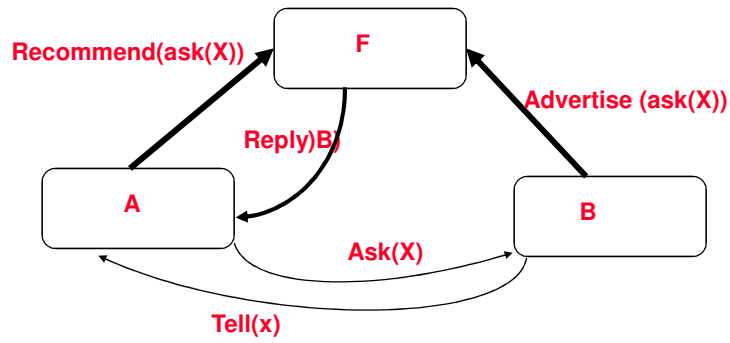 F
Recommend(ask(X))
Advertise (ask(X))
Reply)B)
A
B
Ask(X)
Tell(x)